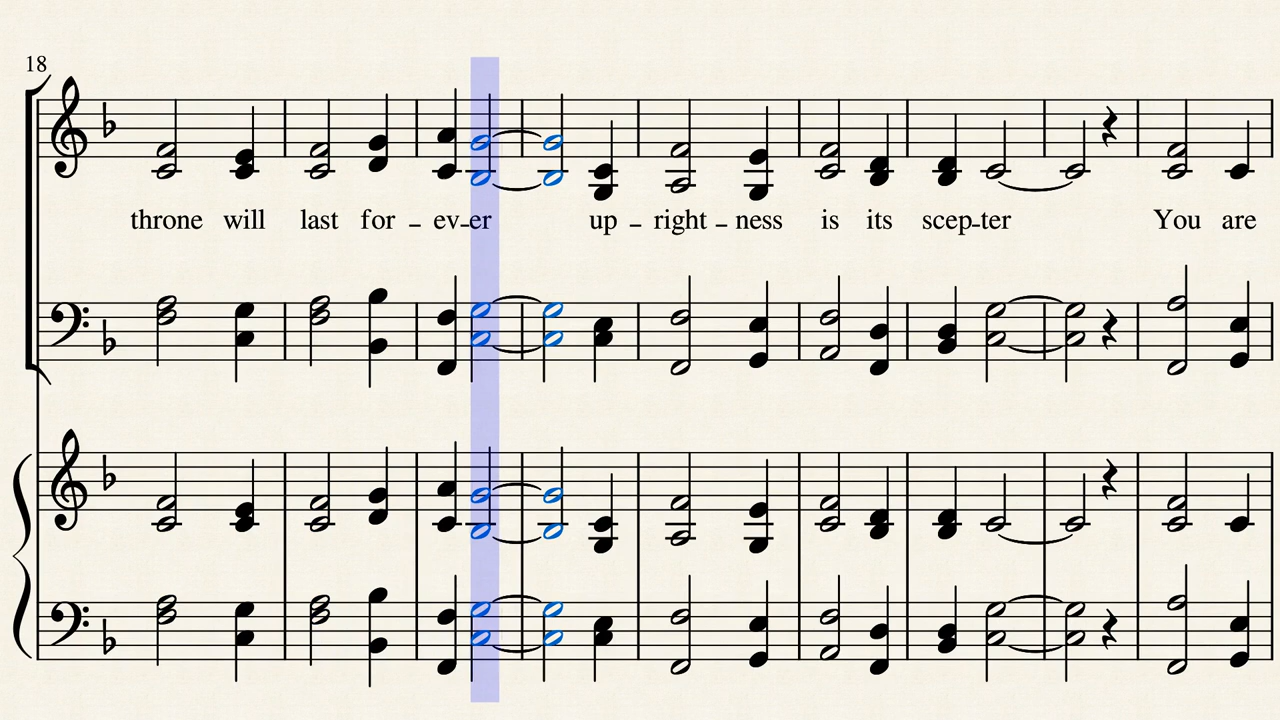 18
throne will last for - ev-er up - right - ness is its scep-ter You are